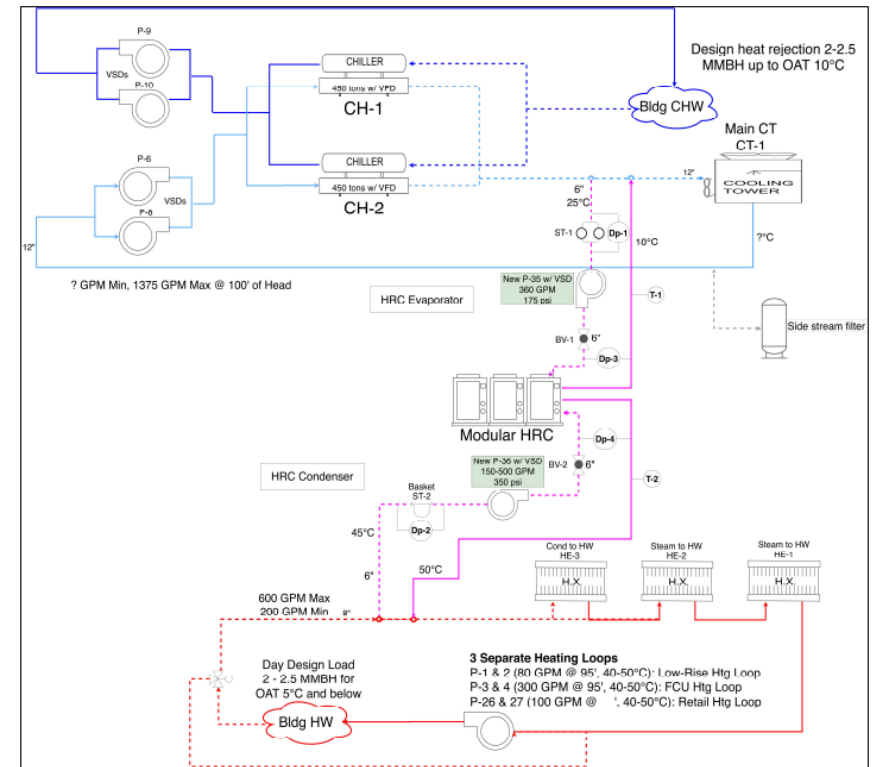 P-9
VSDs
P-10
CHILLER
450 tons w/ VFD
CH-1
Design heat rejection 2-2.5
MMBH up to OAT 10°C
Bldg CHW
Main CT
CT-1
COOLING
TOWER
P-6
VSDs
P-8
CHILLER
450 tons w/ VFD
CH-2
12"
6"
25°C
ST-1
Dp-1
10°C
?°C
12"
? GPM Min, 1375 GPM Max @ 100' of Head
HRC Evaporator
New P-35 w/ VSD
360 GPM
175 psi
T-1
Side stream filter
BV-1
6"
Dp-3
Modular HRC
Dp-4
HRC Condenser
New P-36 w/ VSD
150-500 GPM
350 psi
BV-2
6"
T-2
Basket
ST-2
Dp-2
45°C
6"
50°C
Cond to HW
HE-3
H.X.
Steam to HW
HE-2
H.X.
Steam to HW
HE-1
H.X.
600 GPM Max
200 GPM Min
8"
Day Design Load
2 - 2.5 MMBH for
OAT 5°C and below
Bldg HW
3 Separate Heating Loops
P-1 & 2 (80 GPM @ 95', 40-50°C): Low-Rise Htg Loop
P-3 & 4 (300 GPM @ 95', 40-50°C): FCU Htg Loop
P-26 & 27 (100 GPM @ ', 40-50°C): Retail Htg Loop